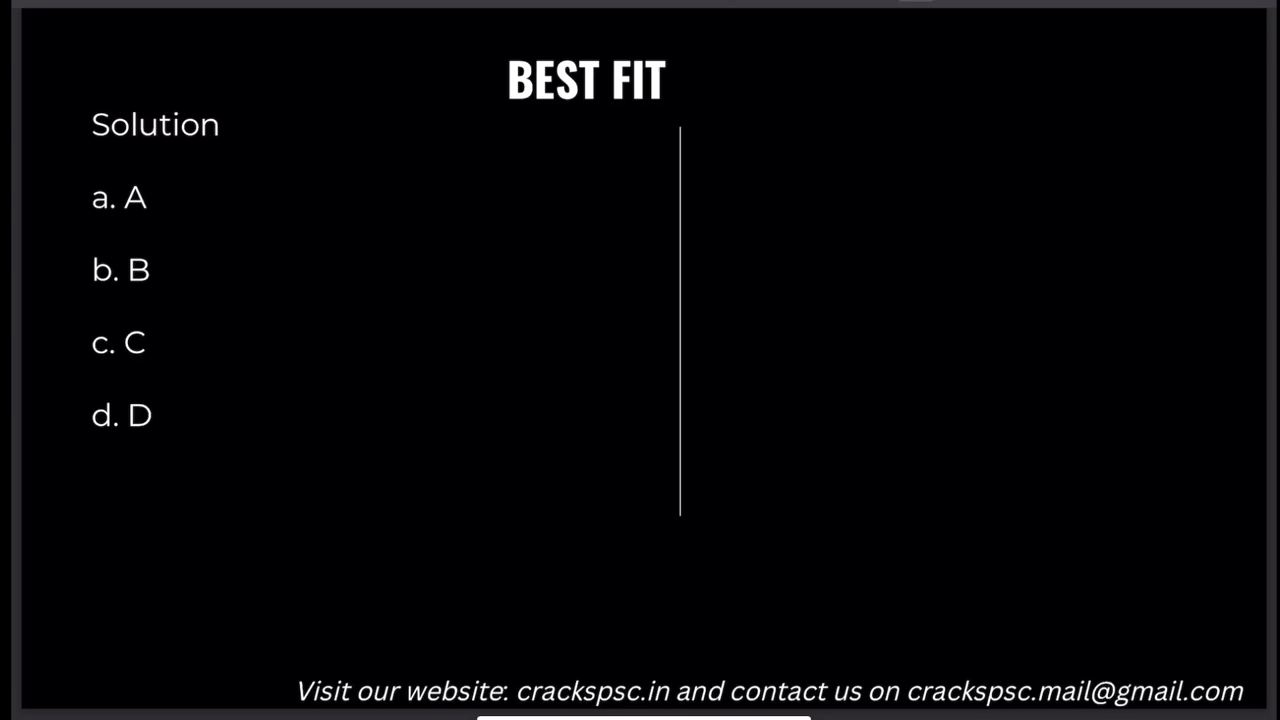 BEST FIT
Solution
a. A
b. B
c. C
d. D
Visit our website: crackspsc.in and contact us on crackspsc.mail@gmail.com